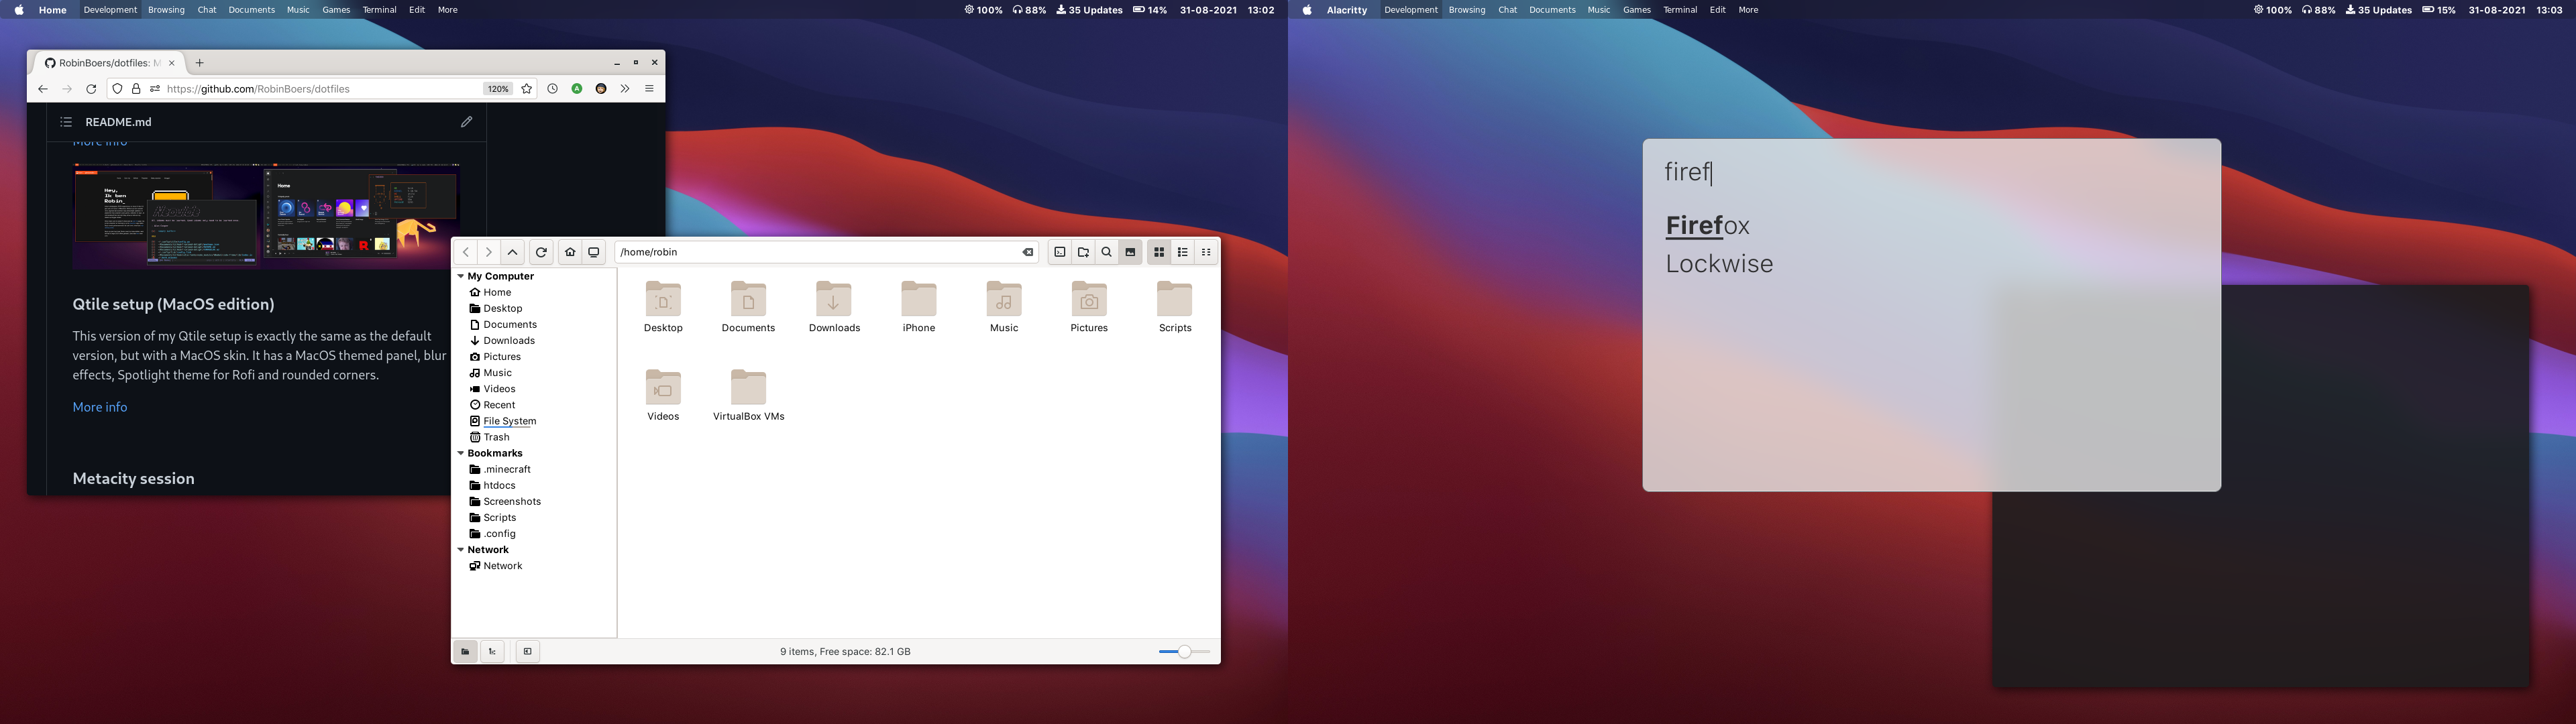 Home Development Browsing Chat Documents Music Games Terminal Edit More 100% 88% 35 Updates 14% 31-08-2021 13:02
RobinBoers/dotfiles: M
https://github.com/RobinBoers/dotfiles 120%
README.md
More info
Hey,
Robin_
Home
Qtile setup (MacOS edition)
This version of my Qtile setup is exactly the same as the default
version, but with a MacOS skin. It has a MacOS themed panel, blur
effects, Spotlight theme for Rofi and rounded corners.
More info
Metacity session
/home/robin
My Computer
Home
Desktop
Documents
Downloads
Pictures
Music
Videos
Recent
File System
Trash
Bookmarks
.minecraft
htdocs
Screenshots
Scripts
.config
Network
Network
Desktop Documents Downloads iPhone Music Pictures Scripts
Videos VirtualBox VMs
9 items, Free space: 82.1 GB
Alacritty Development Browsing Chat Documents Music Games Terminal Edit More 100% 88% 35 Updates 15% 31-08-2021 13:03
firef
Firefox
Lockwise